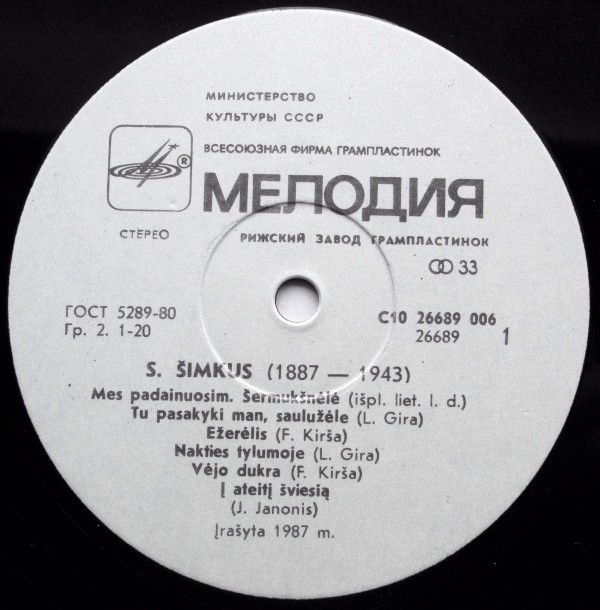 МИНИСТЕРСТВО
КУЛЬТУРЫ СССР
ВСЕСОЮЗНАЯ ФИРМА ГРАМПЛАСТИНОК
®
МЕЛОДИЯ
СТЕРЕО
РИЖСКИЙ ЗАВОД ГРАМПЛАСТИНОК
33
ГОСТ 5289-80
Гр. 2. 1-20
С10 26689 006
26689 1
S. ŠIMKUS (1887 — 1943)
Mes padainuosim. Šermukšnėlė (išpl. liet. l. d.)
Tu pasakyki man, saulužėle (L. Gira)
Ežerėlis (F. Kirša)
Nakties tylumoje (L. Gira)
Vėjo dukra (F. Kirša)
Į ateitį šviesią
(J. Janonis)
Įrašyta 1987 m.